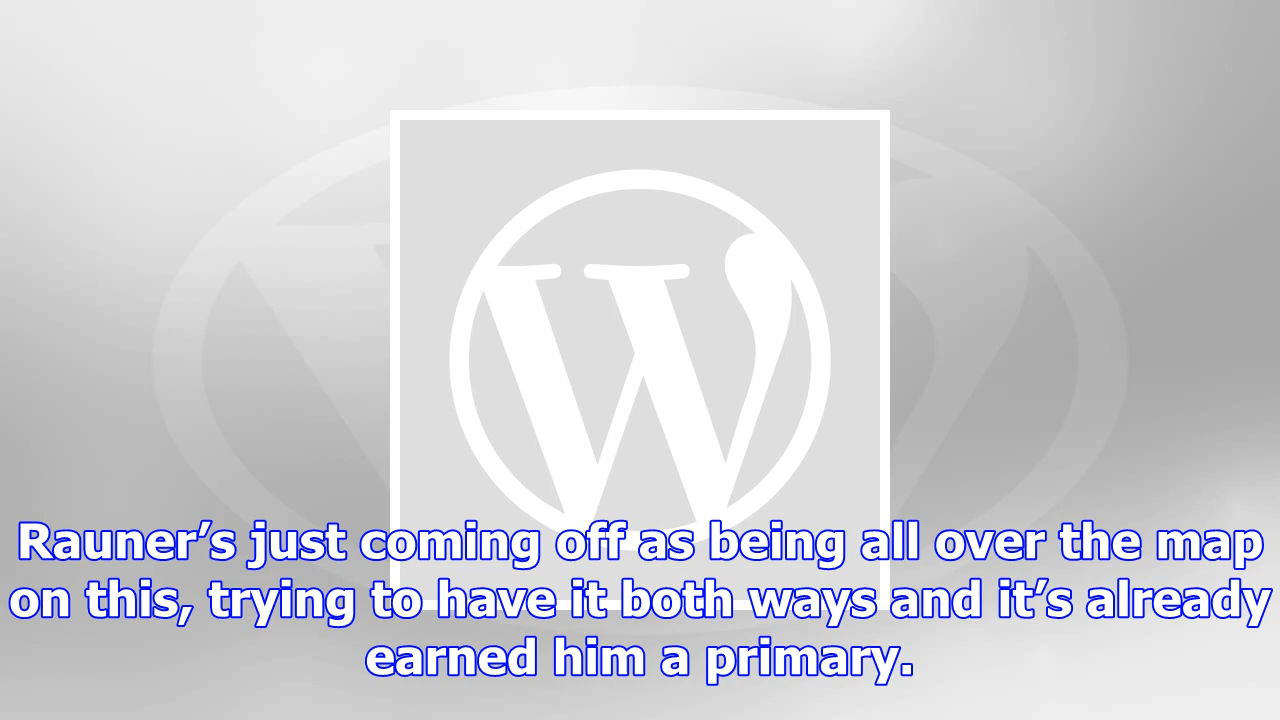 Rauner’s just coming off as being all over the map
on this, trying to have it both ways and it’s already
earned him a primary.